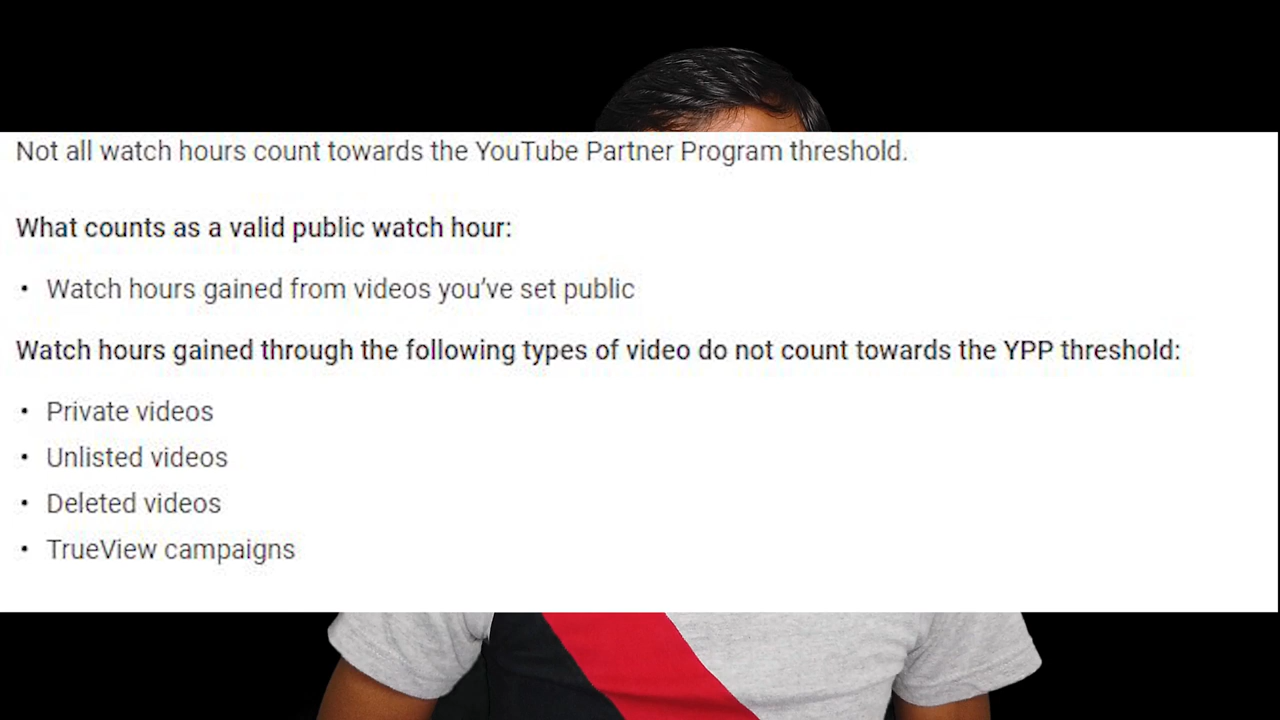 Not all watch hours count towards the YouTube Partner Program threshold.
What counts as a valid public watch hour:
• Watch hours gained from videos you’ve set public
Watch hours gained through the following types of video do not count towards the YPP threshold:
• Private videos
• Unlisted videos
• Deleted videos
• TrueView campaigns